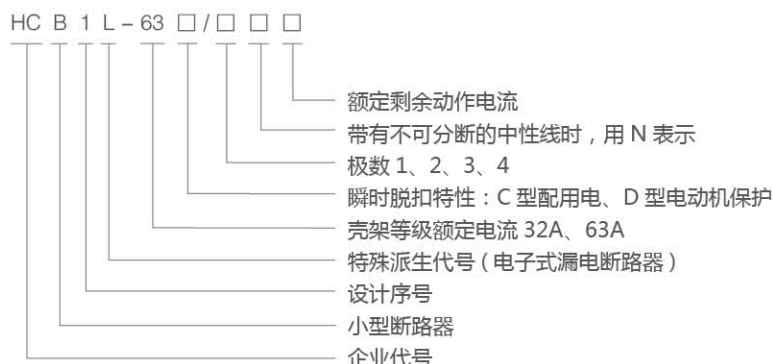 HC B 1 L - 63 □ / □ □ □
额定剩余动作电流
带有不可分断的中性线时，用 N 表示
极数 1、2、3、4
瞬时脱扣特性：C 型配用电、D 型电动机保护
壳架等级额定电流 32A、63A
特殊派生代号 ( 电子式漏电断路器 )
设计序号
小型断路器
企业代号